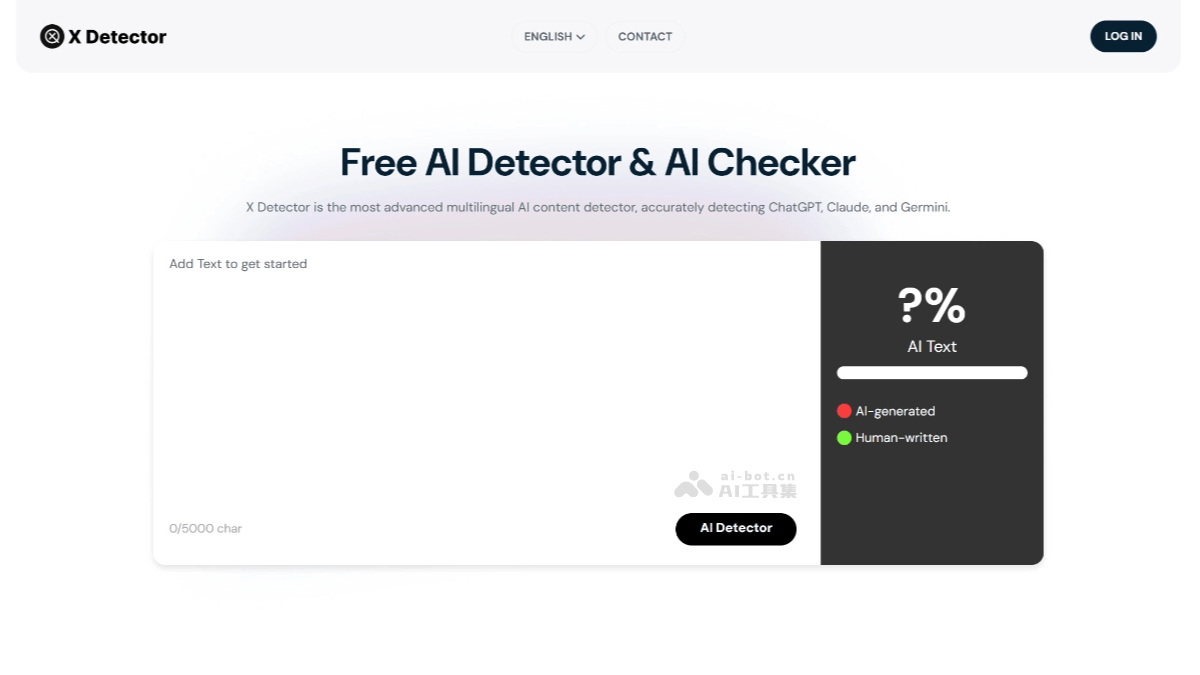 X Detector
ENGLISH
CONTACT
LOG IN
Free AI Detector & AI Checker
X Detector is the most advanced multilingual AI content detector, accurately detecting ChatGPT, Claude, and Germini.
Add Text to get started
?%
AI Text
AI-generated
Human-written
ai-bot.cn
AI工具集
0/5000 char
AI Detector